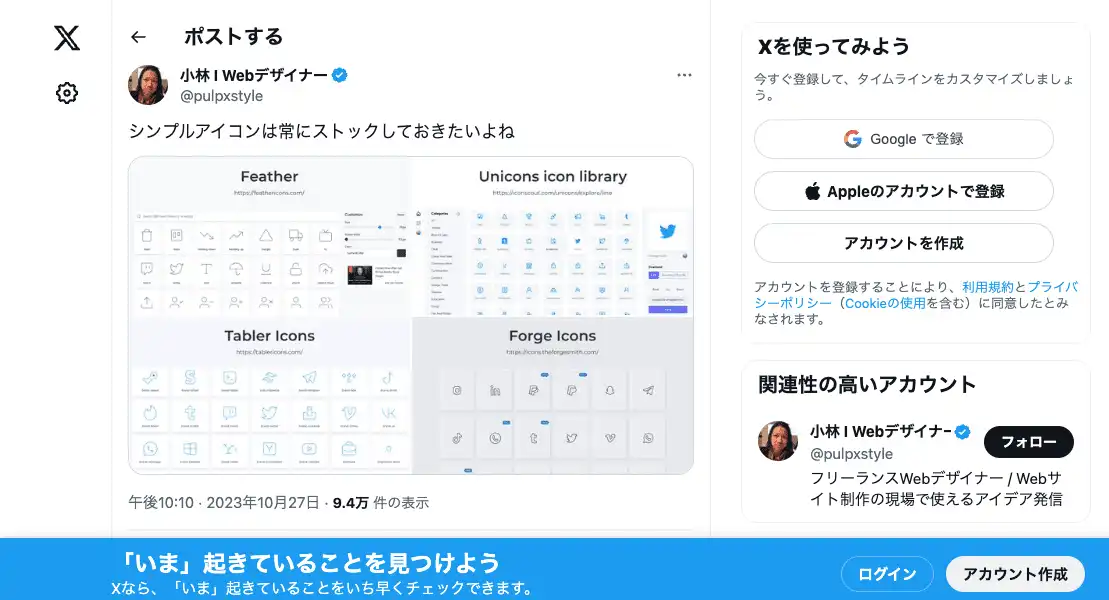 ポストする
小林 I Webデザイナー
@pulpxstyle
シンプルアイコンは常にストックしておきたいよね
Feather
https://feathericons.com/
Unicons icon library
https://iconscout.com/unicons/explore/line
Tabler Icons
https://tablericons.com/
Forge Icons
https://icons.theforgesmith.com/
午後10:10 · 2023年10月27日 · 9.4万 件の表示
Xを使ってみよう
今すぐ登録して、タイムラインをカスタマイズしましょ
う。
Google で登録
Appleのアカウントで登録
アカウントを作成
アカウントを登録することにより、利用規約とプライバ
シーポリシー（Cookieの使用を含む）に同意したとみ
なされます。
関連性の高いアカウント
小林 I Webデザイナー
@pulpxstyle
フォロー
フリーランスWebデザイナー / Webサ
イト制作の現場で使えるアイデア発信
「いま」起きていることを見つけよう
Xなら、「いま」起きていることをいち早くチェックできます。
ログイン
アカウント作成